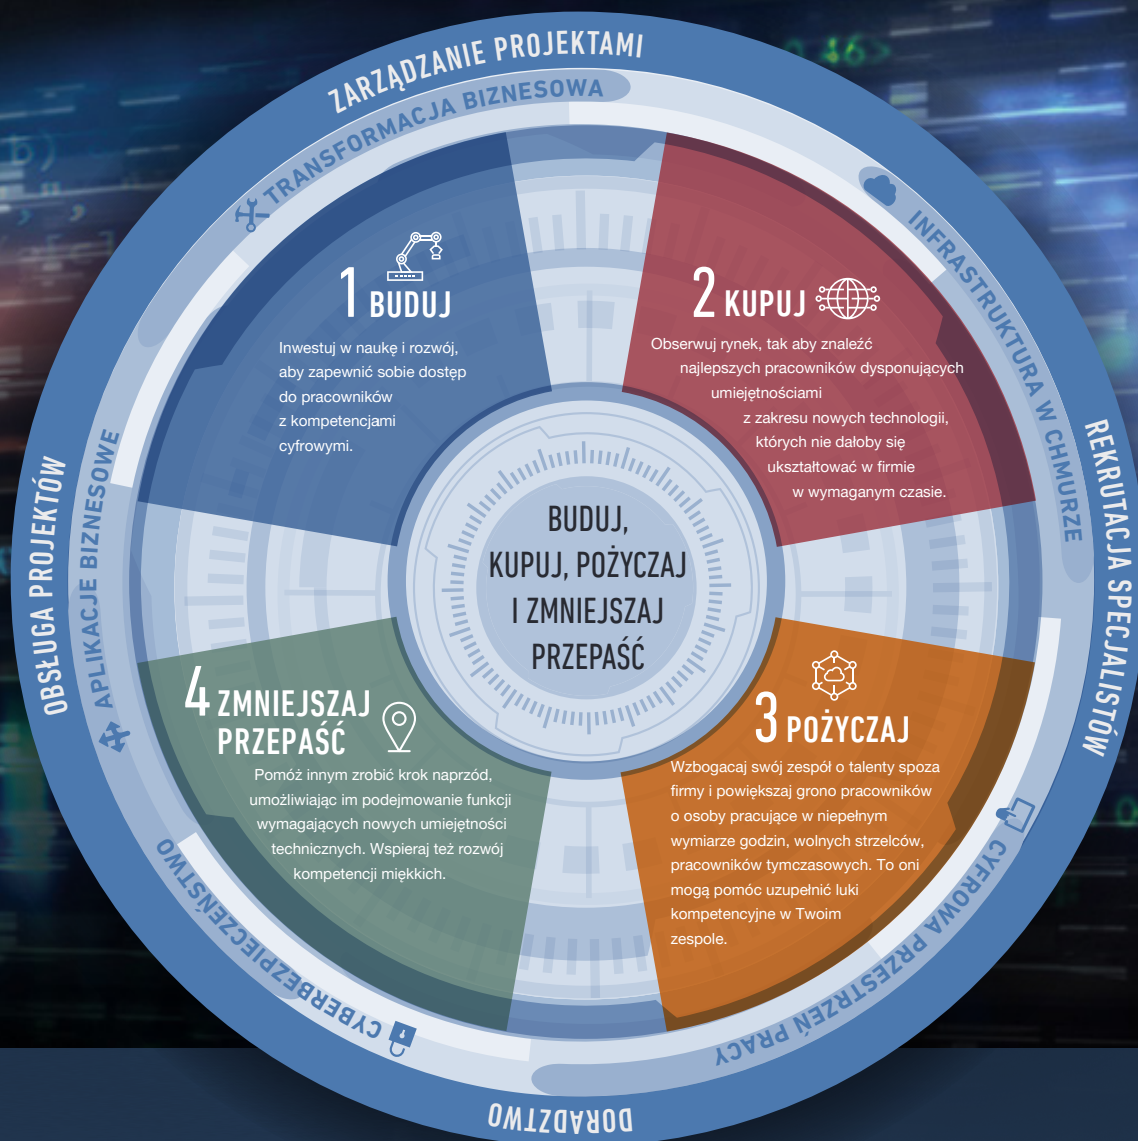 ZARZĄDZANIE PROJEKTAMI
TRANSFORMACJA BIZNESOWA
INFRASTRUKTURA W CHMURZE
REKRUTACJA SPECJALISTÓW
OBSŁUGA PROJEKTÓW
APLIKACJE BIZNESOWE
1 BUDUJ
Inwestuj w naukę i rozwój,
aby zapewnić sobie dostęp
do pracowników
z kompetencjami
cyfrowymi.
2 KUPUJ
Obserwuj rynek, tak aby znaleźć
najlepszych pracowników dysponujących
umiejętnościami
z zakresu nowych technologii,
których nie dałoby się
ukształtować w firmie
w wymaganym czasie.
BUDUJ,
KUPUJ, POŻYCZAJ
I ZMNIEJSZAJ
PRZEPAŚĆ
4 ZMNIEJSZAJ
PRZEPAŚĆ
Pomóż innym zrobić krok naprzód,
umożliwiając im podejmowanie funkcji
wymagających nowych umiejętności
technicznych. Wspieraj też rozwój
kompetencji miękkich.
3 POŻYCZAJ
Wzbogacaj swój zespół o talenty spoza
firmy i powiększaj grono pracowników
o osoby pracujące w niepełnym
wymiarze godzin, wolnych strzelców,
pracowników tymczasowych. To oni
mogą pomóc uzupełnić luki
kompetencyjne w Twoim
zespole.
CYBERBEZPIECZEŃSTWO
CYFROWA PRZESTRZEŃ PRACY
DORADZTWO